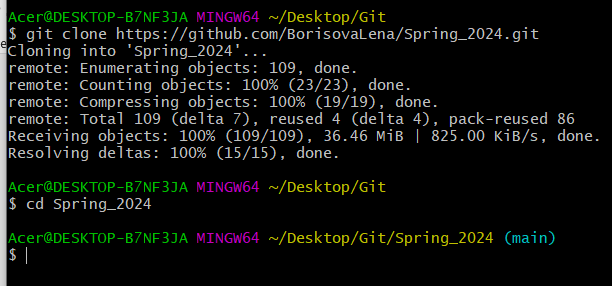 Acer@DESKTOP-B7NF3JA MINGW64 ~/Desktop/Git
$ git clone https://github.com/BorisovaLena/Spring_2024.git
Cloning into 'Spring_2024'...
remote: Enumerating objects: 109, done.
remote: Counting objects: 100% (23/23), done.
remote: Compressing objects: 100% (19/19), done.
remote: Total 109 (delta 7), reused 4 (delta 4), pack-reused 86
Receiving objects: 100% (109/109), 36.46 MiB | 825.00 KiB/s, done.
Resolving deltas: 100% (15/15), done.
Acer@DESKTOP-B7NF3JA MINGW64 ~/Desktop/Git
$ cd Spring_2024
Acer@DESKTOP-B7NF3JA MINGW64 ~/Desktop/Git/Spring_2024 (main)
$